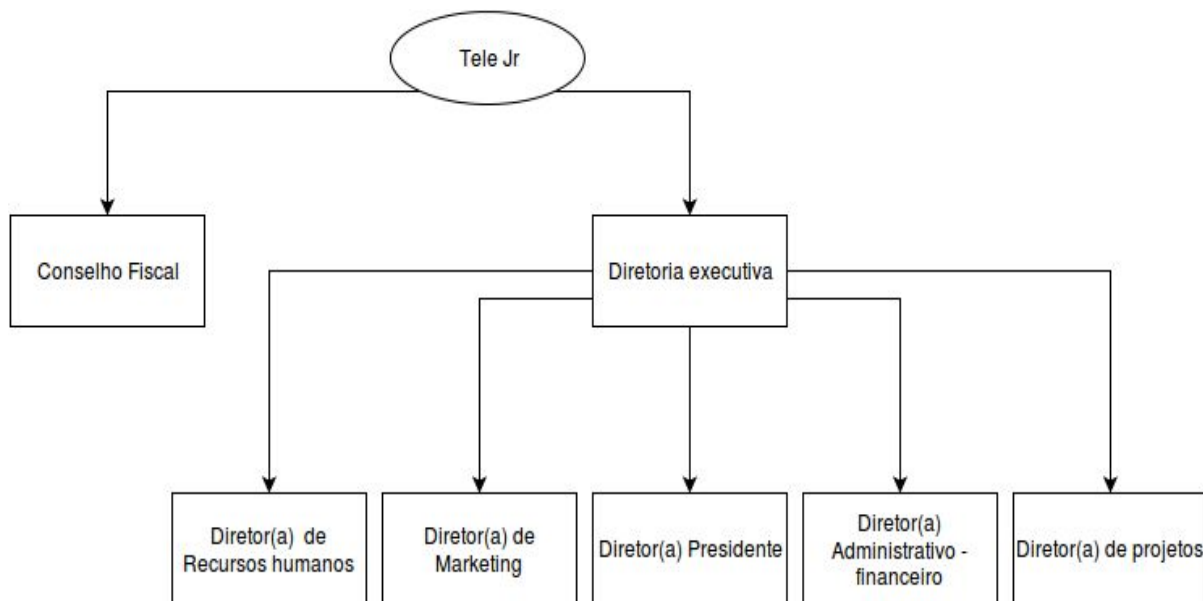 Tele Jr
Conselho Fiscal
Diretoria executiva
Diretor(a) de
Recursos humanos
Diretor(a) de
Marketing
Diretor(a) Presidente
Diretor(a)
Administrativo -
financeiro
Diretor(a) de projetos